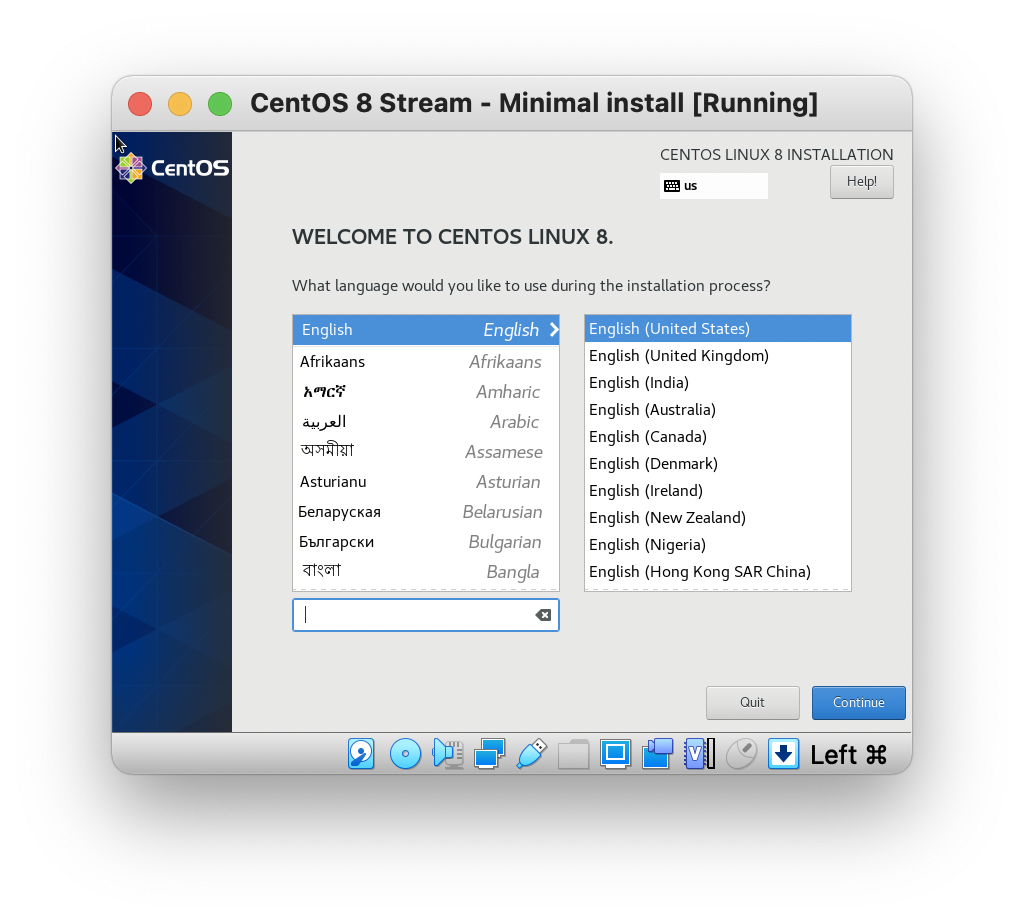 CentOS 8 Stream - Minimal install [Running]
CentOS
CENTOS LINUX 8 INSTALLATION
us
Help!
WELCOME TO CENTOS LINUX 8.
What language would you like to use during the installation process?
English English
Afrikaans Afrikaans
አማርኛ Amharic
العربية Arabic
অসমীয়া Assamese
Asturianu Asturian
Беларуская Belarusian
Български Bulgarian
বাংলা Bangla
English (United States)
English (United Kingdom)
English (India)
English (Australia)
English (Canada)
English (Denmark)
English (Ireland)
English (New Zealand)
English (Nigeria)
English (Hong Kong SAR China)
Quit
Continue
V
Left ⌘